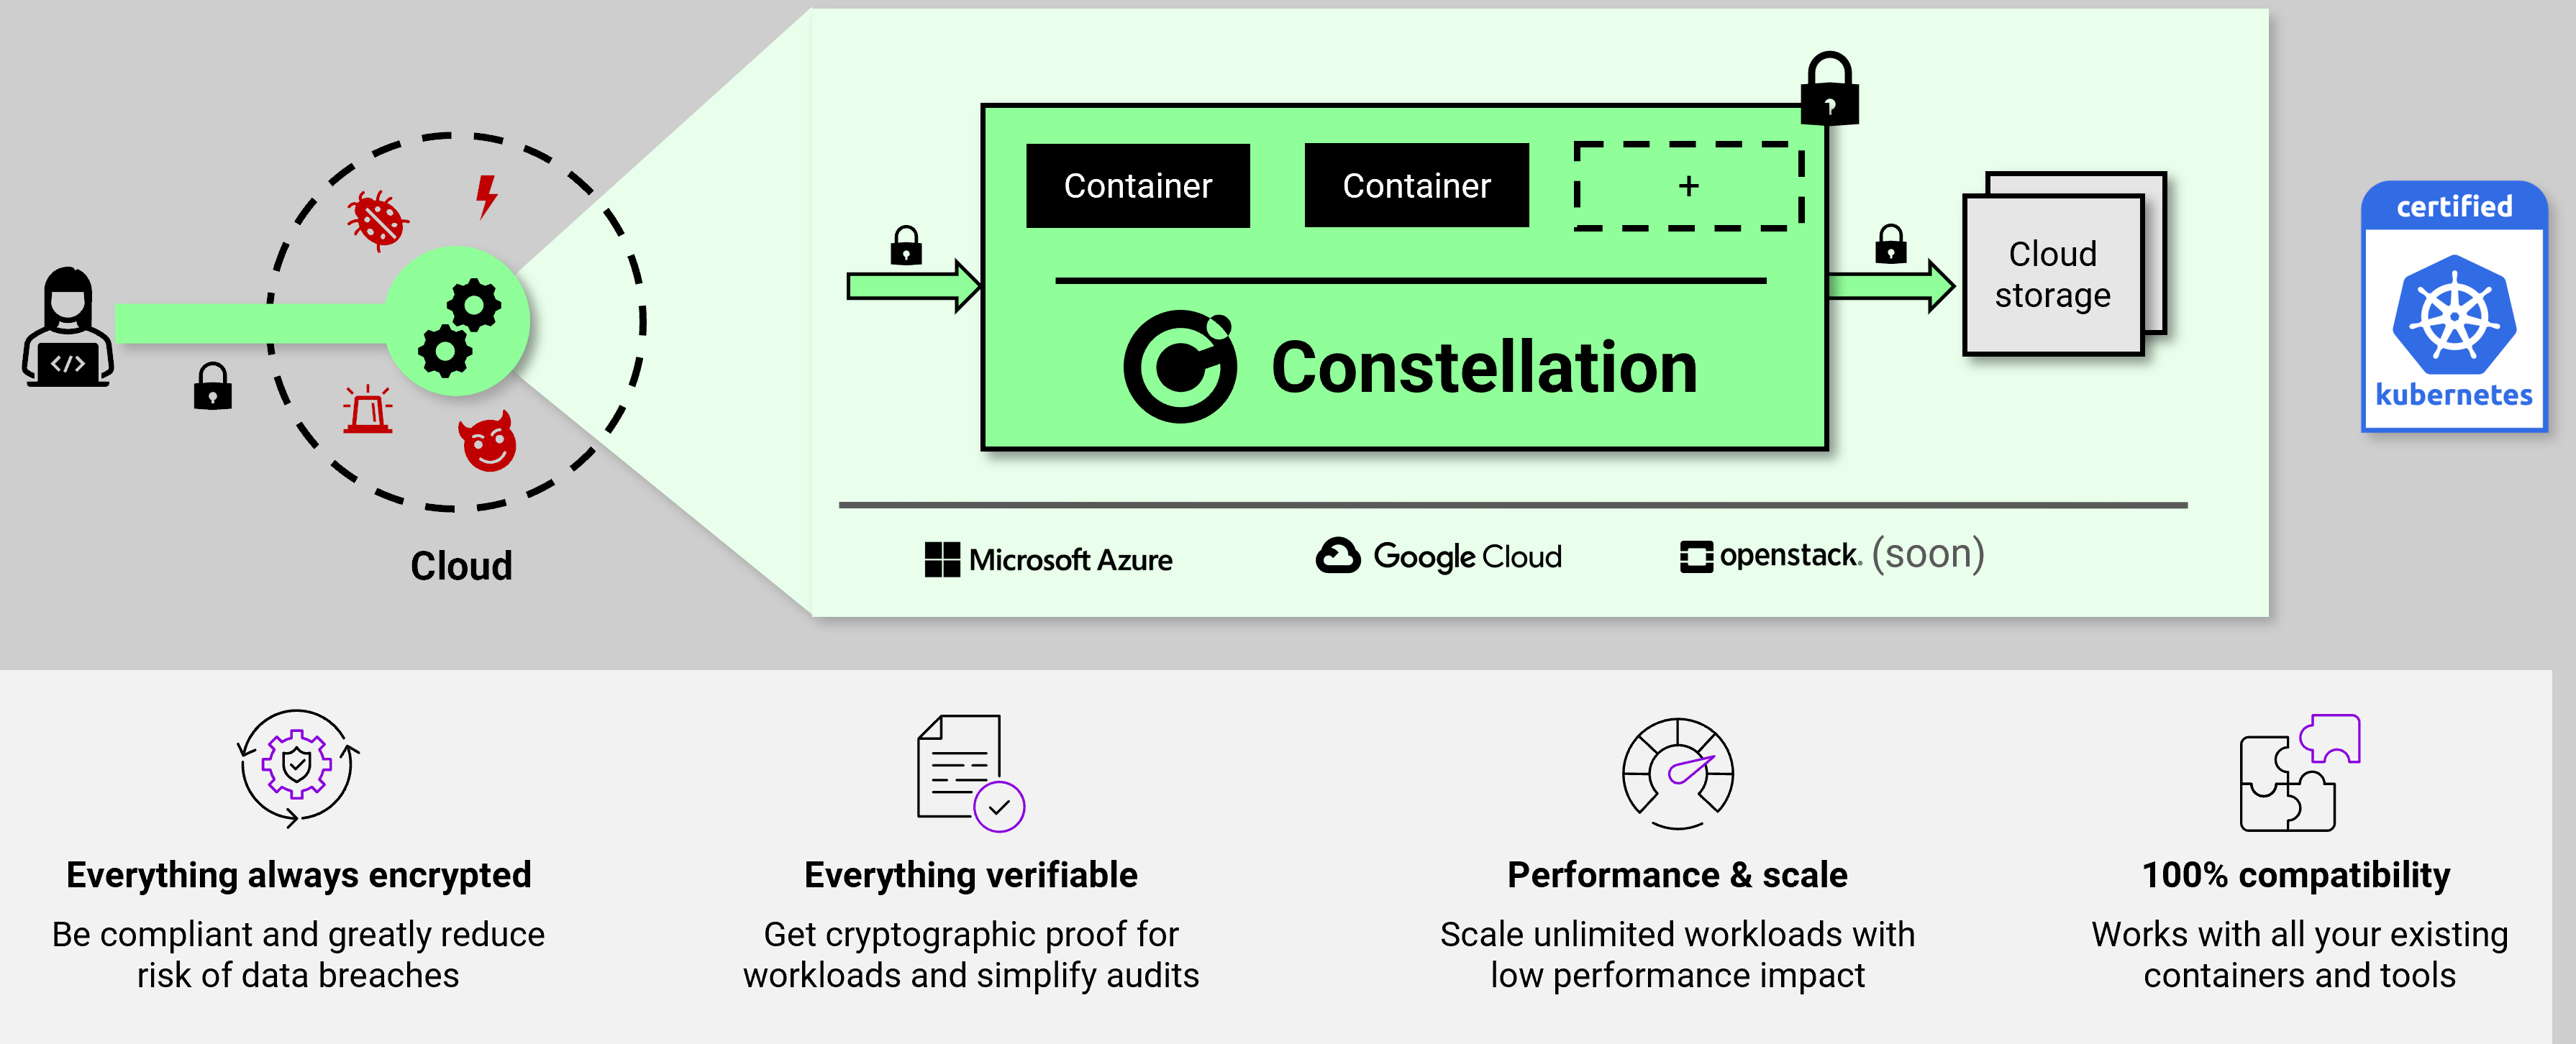 Container
Container
+
Constellation
Cloud
storage
certified
kubernetes
</>
Cloud
Microsoft Azure
Google Cloud
openstack. (soon)
Everything always encrypted
Be compliant and greatly reduce
risk of data breaches
Everything verifiable
Get cryptographic proof for
workloads and simplify audits
Performance & scale
Scale unlimited workloads with
low performance impact
100% compatibility
Works with all your existing
containers and tools